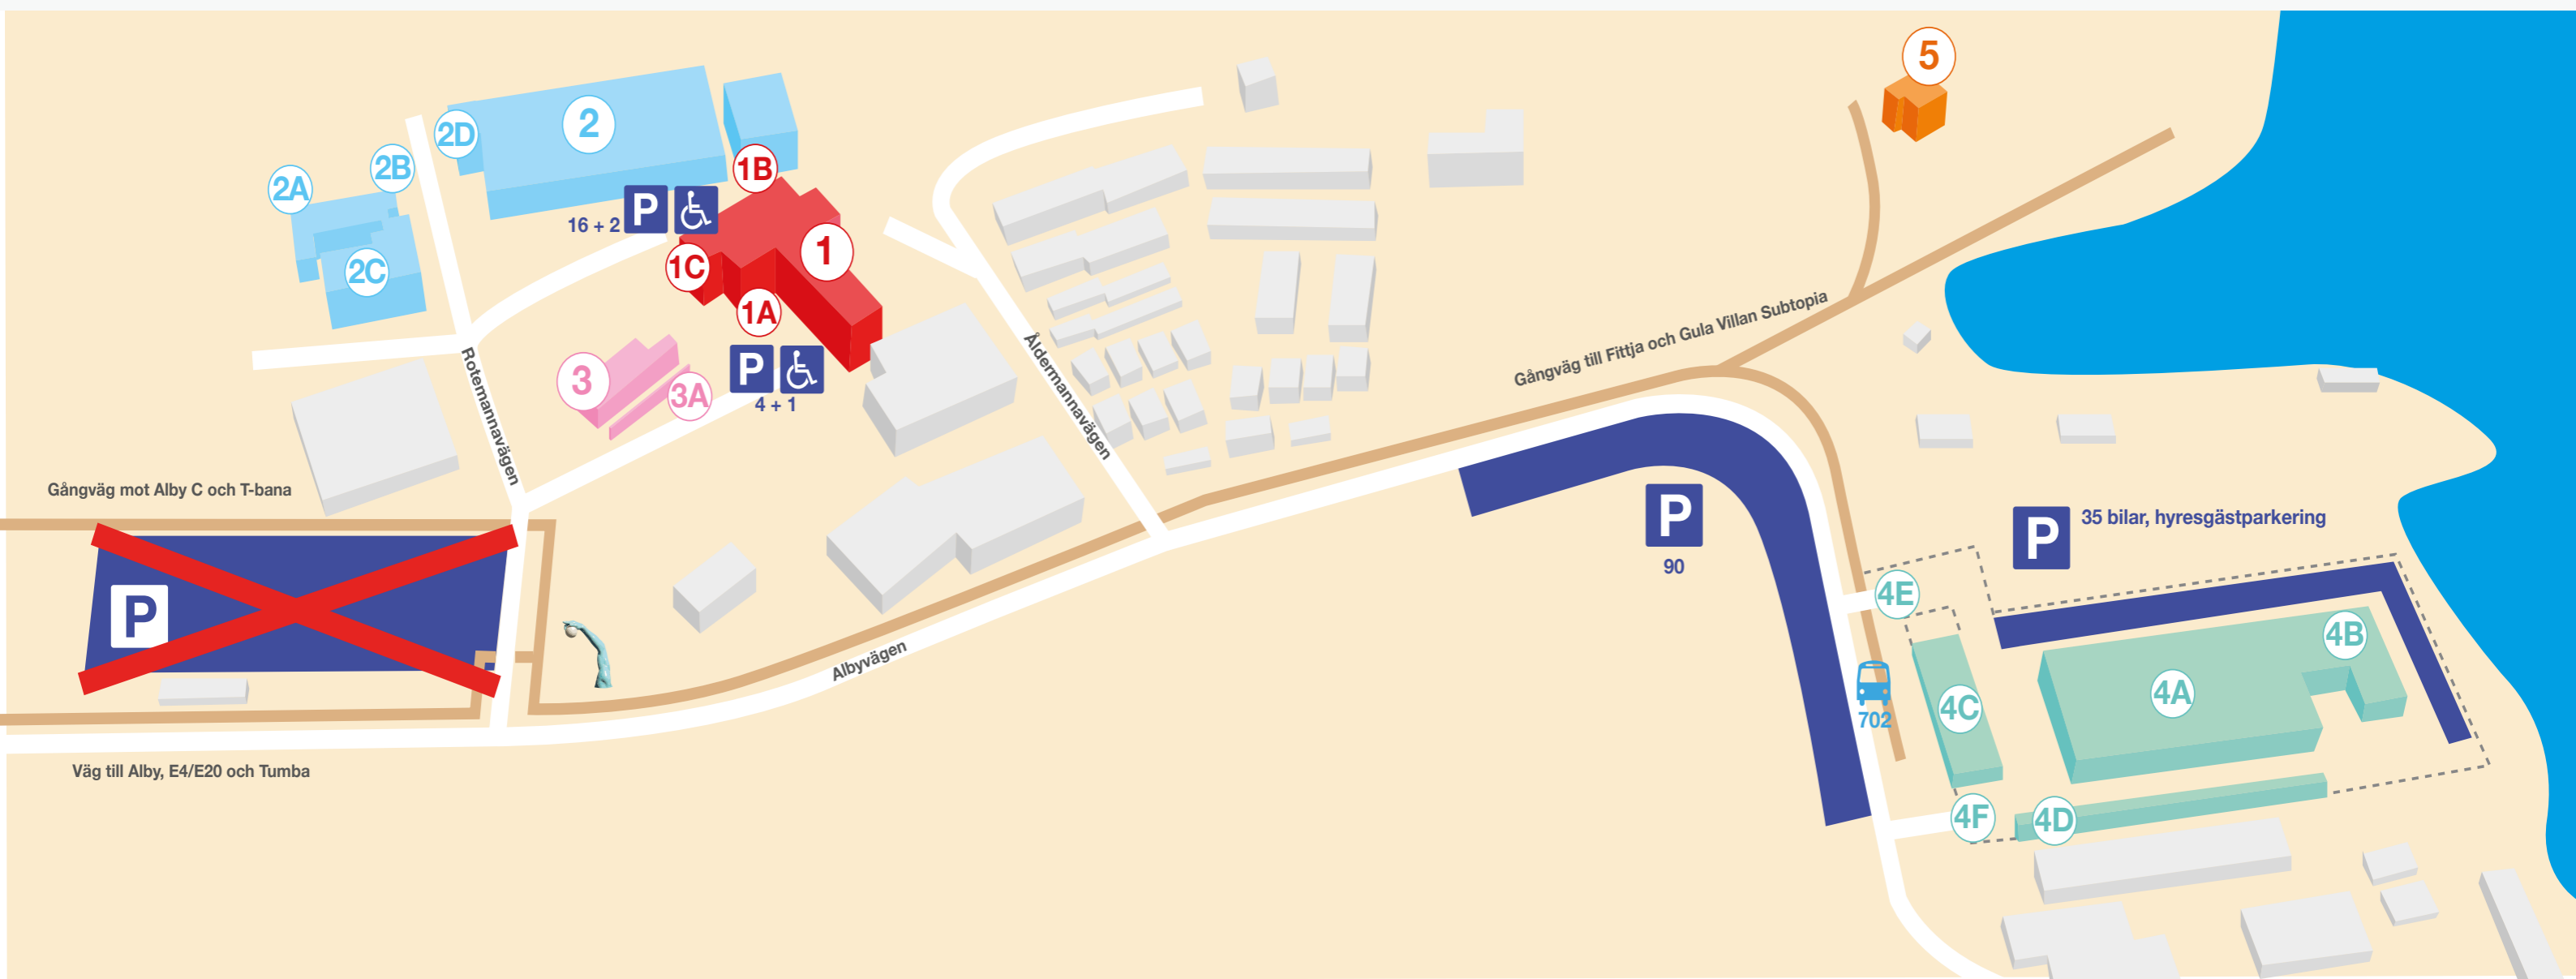 5
2D
2
2B
1B
2A
P
16 + 2
1
1C
2C
1A
Gångväg till Fittja och Gula Villan Subtopia
Rotemannavägen
Åldermannavägen
3
3A
P
4 + 1
Gångväg mot Alby C och T-bana
P
90
P
35 bilar, hyresgästparkering
P
4E
4B
4A
4C
702
Albyvägen
Väg till Alby, E4/E20 och Tumba
4F
4D